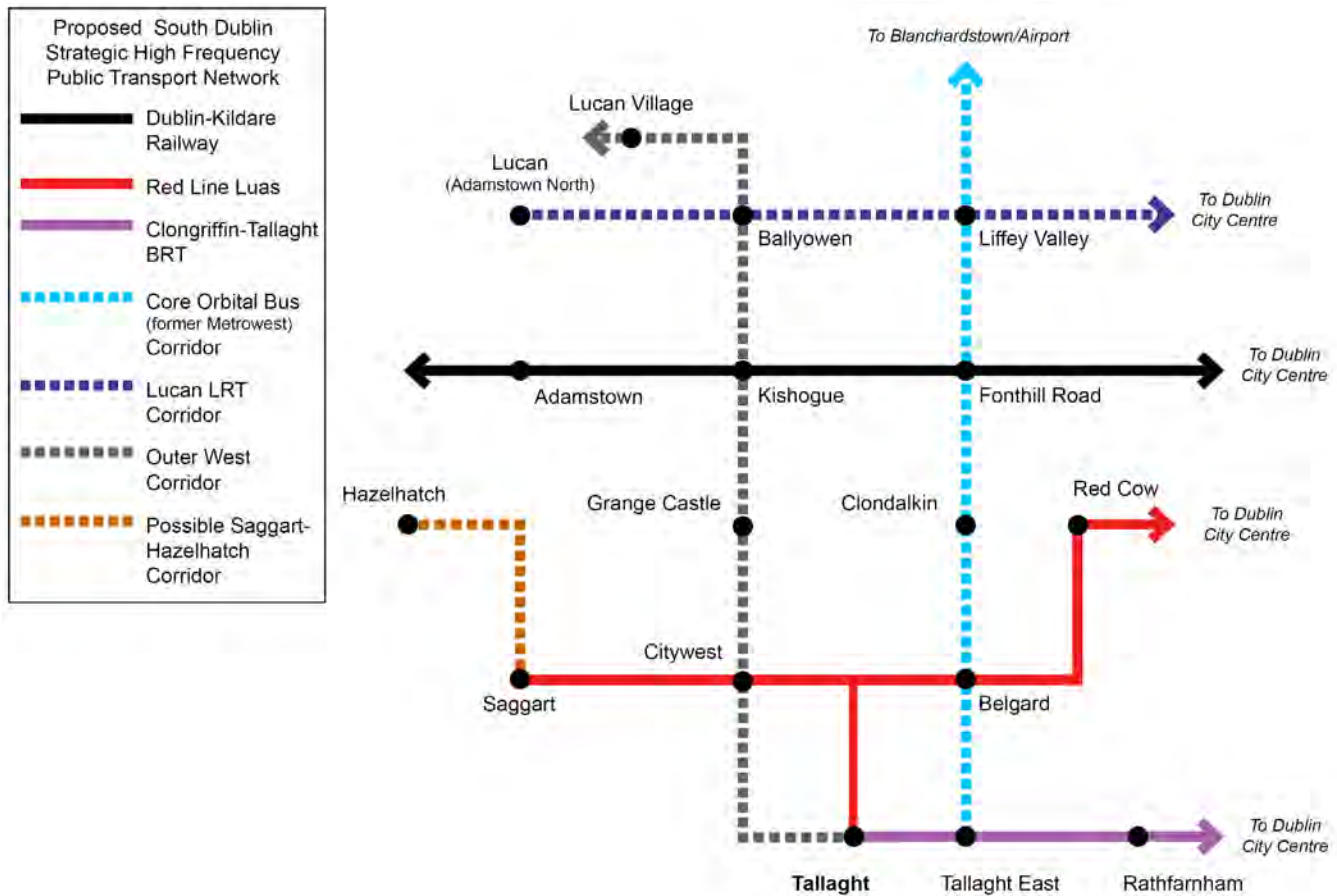 Proposed South Dublin
Strategic High Frequency
Public Transport Network
Dublin-Kildare
Railway
Red Line Luas
Clongriffin-Tallaght
BRT
Core Orbital Bus
(former Metrowest)
Corridor
Lucan LRT
Corridor
Outer West
Corridor
Possible Saggart-
Hazelhatch
Corridor
To Blanchardstown/Airport
Lucan Village
Lucan
(Adamstown North)
To Dublin
City Centre
Ballyowen
Liffey Valley
To Dublin
City Centre
Adamstown
Kishogue
Fonthill Road
Hazelhatch
Grange Castle
Clondalkin
Red Cow
To Dublin
City Centre
Citywest
Saggart
Belgard
To Dublin
City Centre
Tallaght
Tallaght East
Rathfarnham